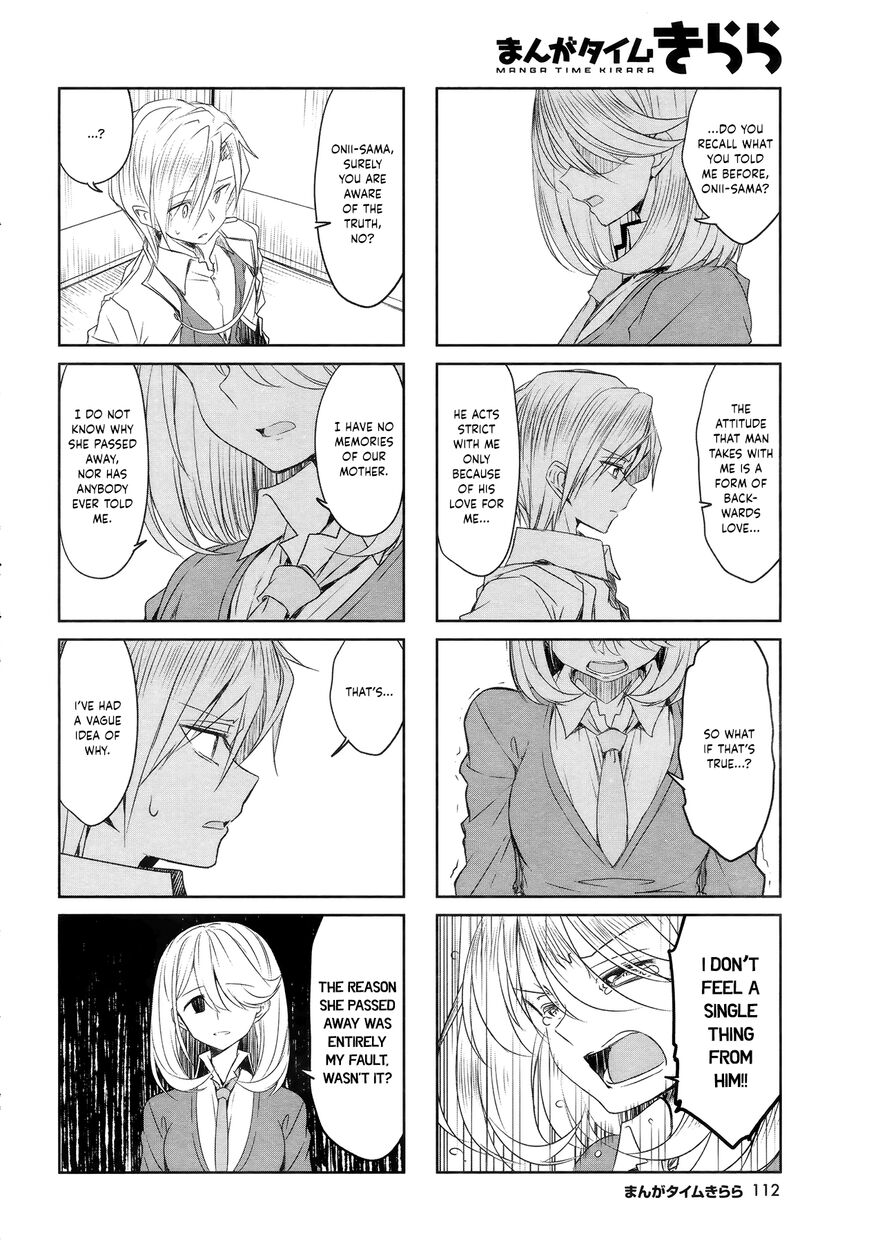 まんがタイムきらら
MANGA TIME KIRARA
...DO YOU
RECALL WHAT
YOU TOLD
ME BEFORE,
ONII-SAMA?
THE
ATTITUDE
THAT MAN
TAKES WITH
ME IS A
FORM OF
BACK-
WARDS
LOVE...
HE ACTS
STRICT
WITH ME
ONLY
BECAUSE
OF HIS
LOVE FOR
ME...
SO WHAT
IF THAT'S
TRUE...?
I DON'T
FEEL A
SINGLE
THING
FROM
HIM!!
ONII-SAMA,
SURELY
YOU ARE
AWARE
OF THE
TRUTH,
NO?
...?
I HAVE NO
MEMORIES
OF OUR
MOTHER.
I DO NOT
KNOW WHY
SHE PASSED
AWAY,
NOR HAS
ANYBODY
EVER TOLD
ME.
THAT'S...
I'VE HAD
A VAGUE
IDEA OF
WHY.
THE REASON
SHE PASSED
AWAY WAS
ENTIRELY
MY FAULT,
WASN'T IT?
まんがタイムきらら 112